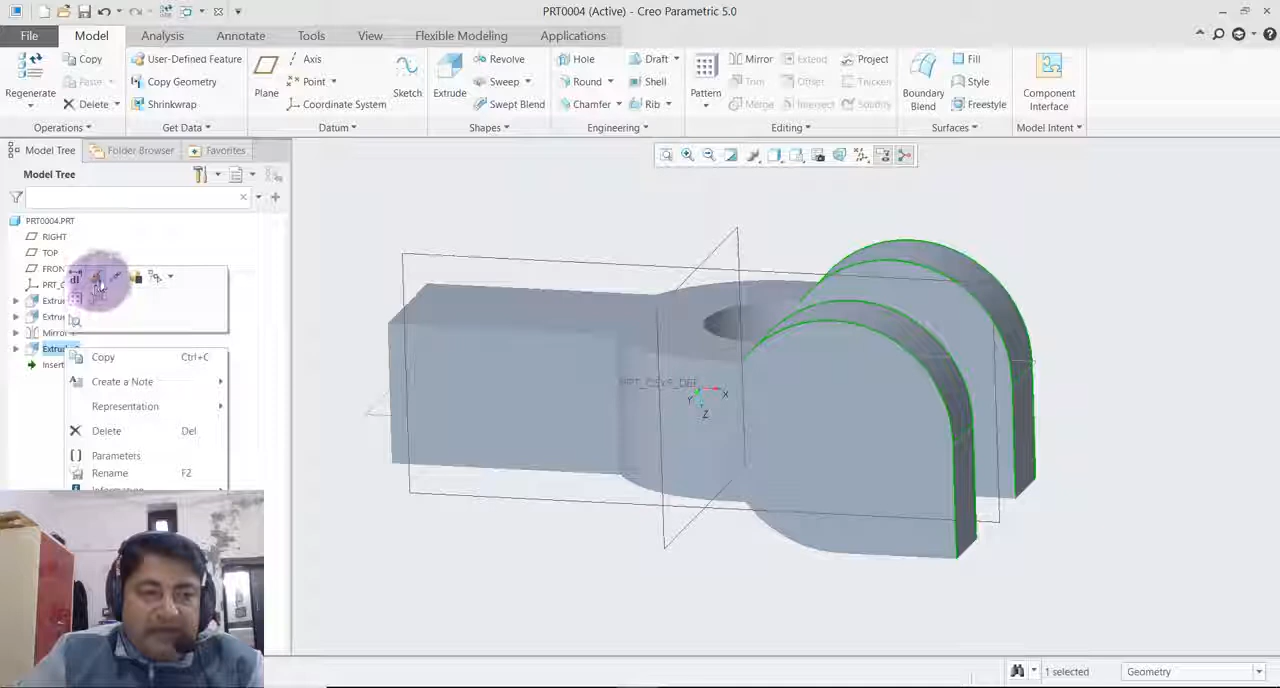 PRT0004 (Active) - Creo Parametric 5.0
File Model Analysis Annotate Tools View Flexible Modeling Applications
Regenerate
Copy
Paste
Delete
User-Defined Feature
Copy Geometry
Shrinkwrap
Plane
Axis
Point
Coordinate System
Sketch
Extrude
Revolve
Sweep
Swept Blend
Hole
Round
Chamfer
Draft
Shell
Rib
Pattern
Mirror
Trim
Merge
Extend
Offset
Intersect
Project
Thicken
Solidify
Boundary
Blend
Fill
Style
Freestyle
Component
Interface
Operations Get Data Datum Shapes Engineering Editing Surfaces Model Intent
Model Tree Folder Browser Favorites
Model Tree
PRT0004.PRT
RIGHT
TOP
Copy Ctrl+C
Create a Note
Representation
Delete Del
Parameters
Rename F2
Information
PRT_CSYS_DEF
X
Y
Z
1 selected
Geometry